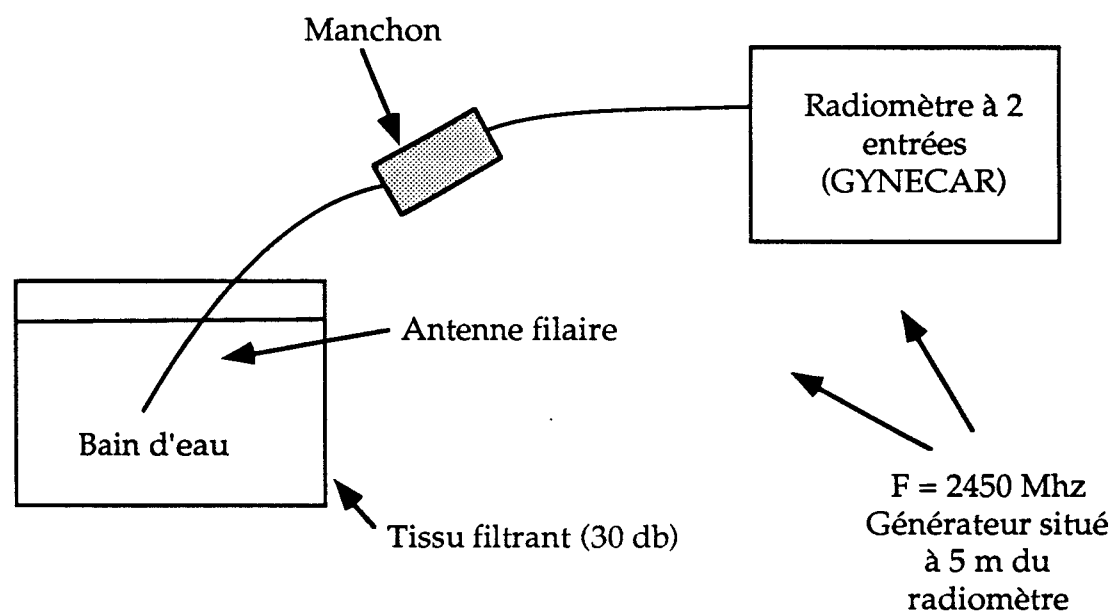 Manchon
Radiomètre à 2
entrées
(GYNECAR)
Antenne filaire
Bain d'eau
Tissu filtrant (30 db)
F = 2450 Mhz
Générateur situé
à 5 m du
radiomètre